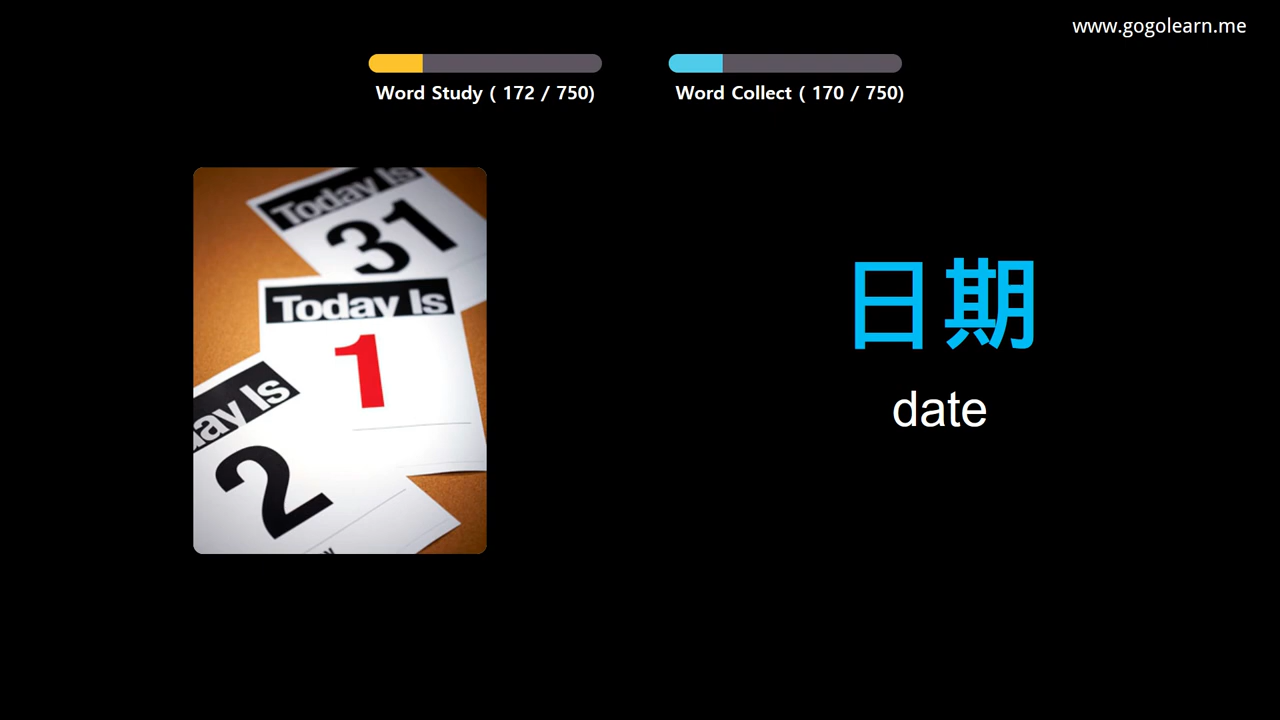 www.gogolearn.me
Word Study ( 172 / 750)
Word Collect ( 170 / 750)
Today Is
31
Today Is
1
day Is
2
日期
date